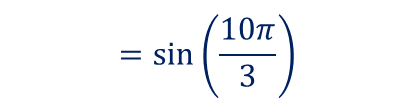 = sin(10π/3)